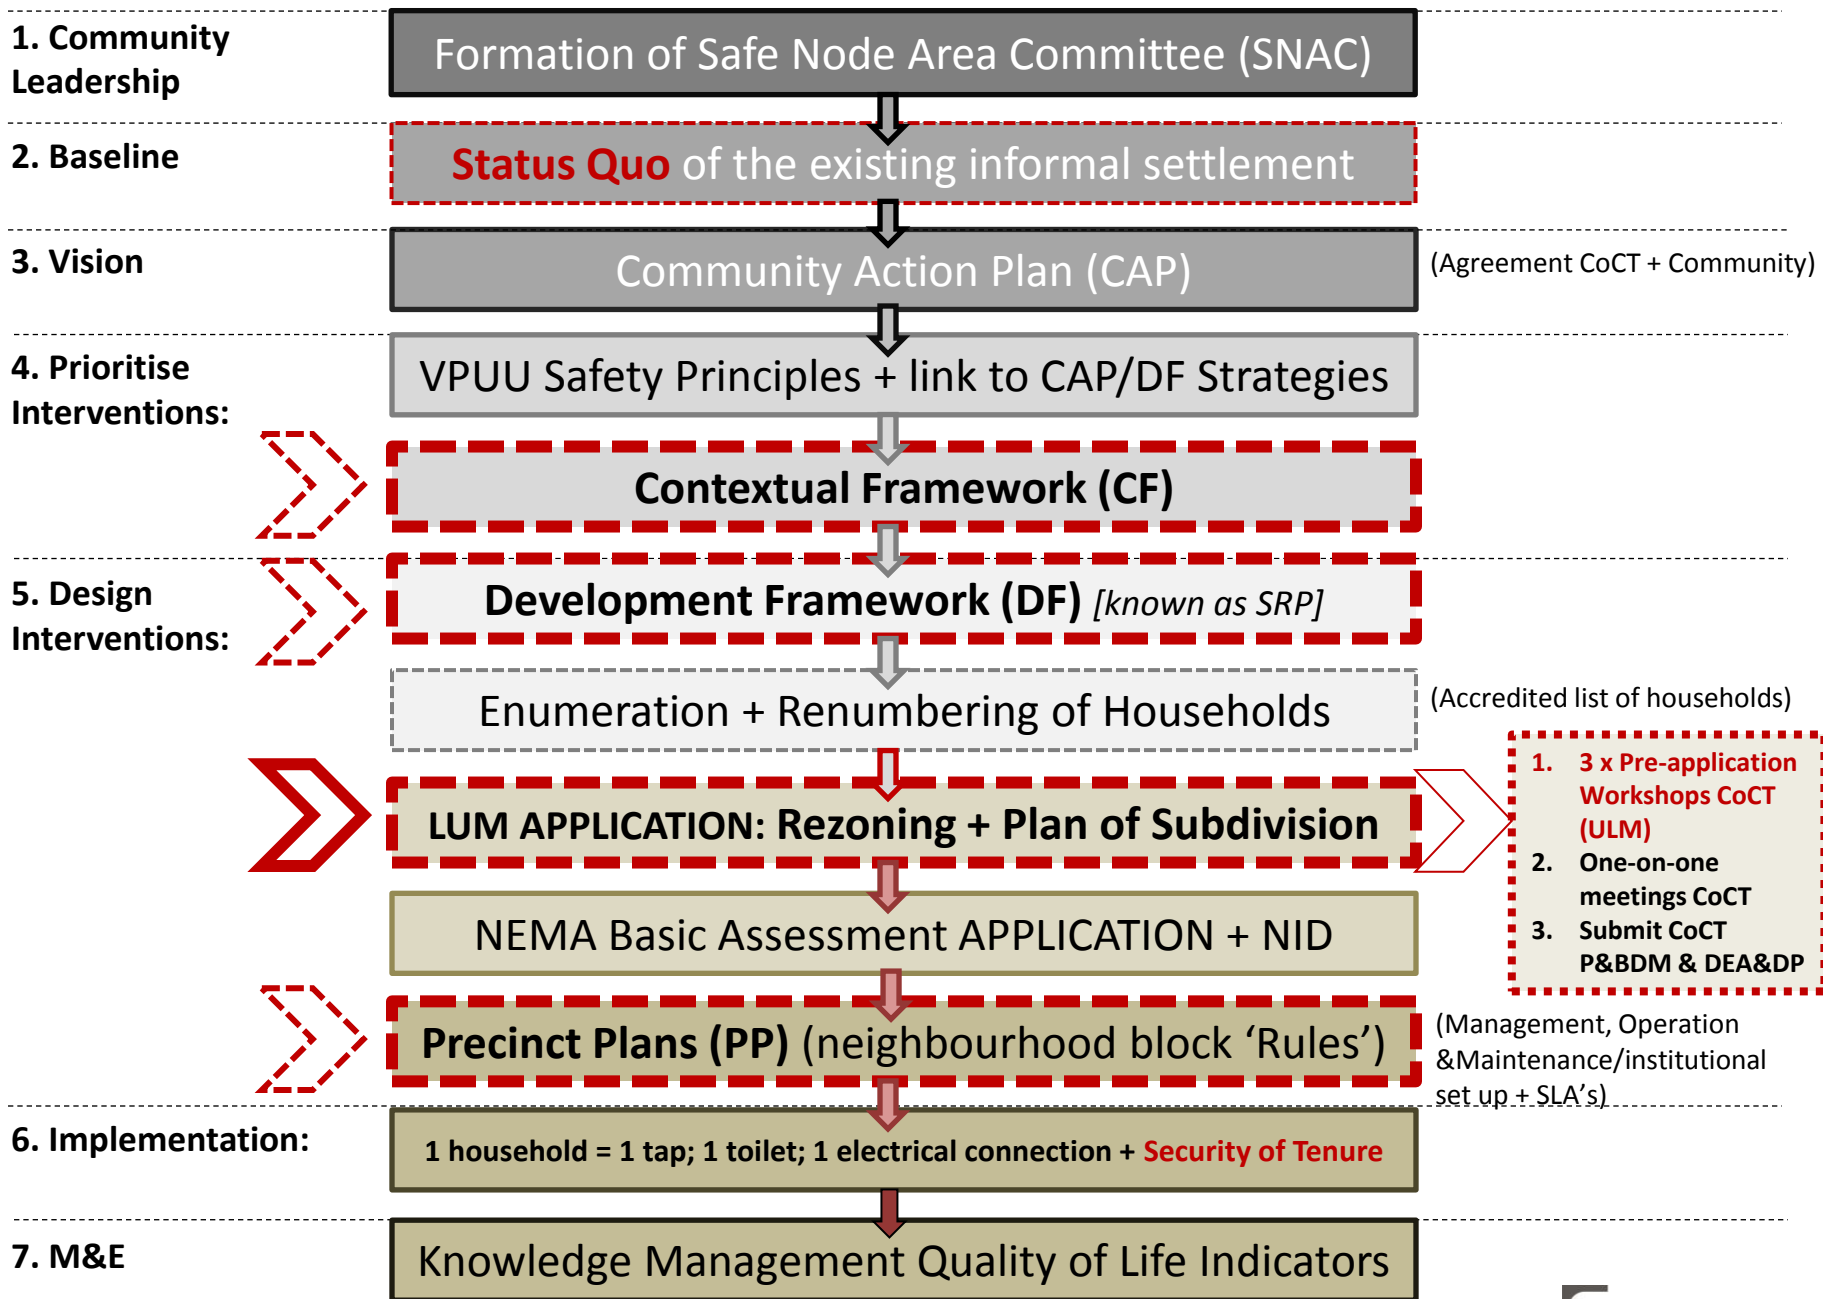 1. Community
Leadership
Formation of Safe Node Area Committee (SNAC)
2. Baseline
Status Quo of the existing informal settlement
3. Vision
Community Action Plan (CAP)
(Agreement CoCT + Community)
4. Prioritise
Interventions:
VPUU Safety Principles + link to CAP/DF Strategies
Contextual Framework (CF)
5. Design
Interventions:
Development Framework (DF) [known as SRP]
Enumeration + Renumbering of Households
(Accredited list of households)
LUM APPLICATION: Rezoning + Plan of Subdivision
1. 3 x Pre-application
Workshops CoCT
(ULM)
2. One-on-one
meetings CoCT
3. Submit CoCT
P&BDM & DEA&DP
NEMA Basic Assessment APPLICATION + NID
Precinct Plans (PP) (neighbourhood block ‘Rules’)
(Management, Operation
&Maintenance/institutional
set up + SLA’s)
6. Implementation:
1 household = 1 tap; 1 toilet; 1 electrical connection + Security of Tenure
7. M&E
Knowledge Management Quality of Life Indicators